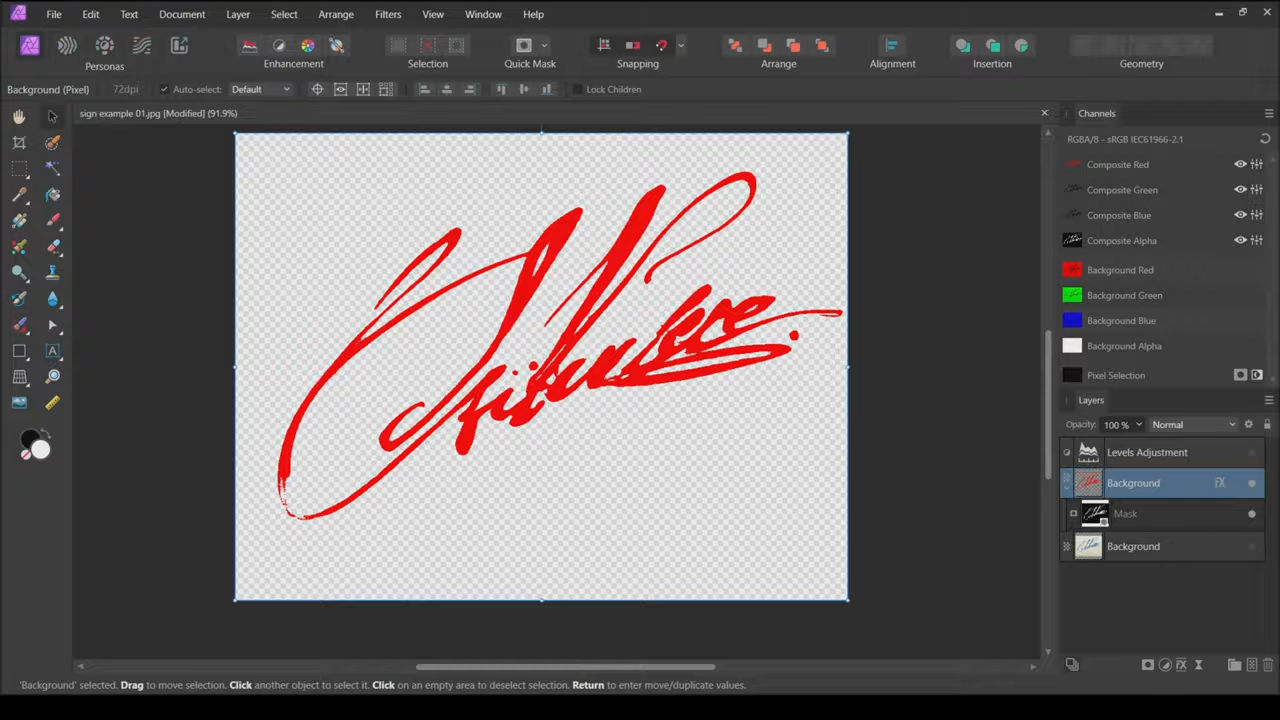 File Edit Text Document Layer Select Arrange Filters View Window Help
Personas Enhancement Selection Quick Mask Snapping Arrange Alignment Insertion Geometry
Background (Pixel) 72dpi Auto-select: Default Lock Children
sign example 01.jpg [Modified] (91.9%)
Channels
RGBA/8 - sRGB IEC61966-2.1
Composite Red
Composite Green
Composite Blue
Composite Alpha
Background Red
Background Green
Background Blue
Background Alpha
Pixel Selection
Layers
Opacity: 100 % Normal
Levels Adjustment
Background fx
Mask
Background
'Background' selected. Drag to move selection. Click another object to select it. Click on an empty area to deselect selection. Return to enter move/duplicate values.